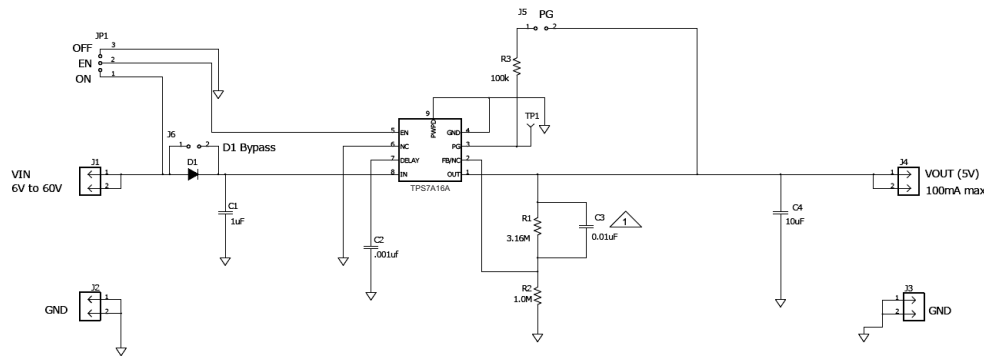 J5 PG
1 2
JP1
OFF 3
EN 2
ON 1
R3
100k
J6
1 2 D1 Bypass
D1
J1
VIN
6V to 60V
1
2
C1
1uF
9
PWPD
5 EN
6 NC
7 DELAY
8 IN
GND 4
PG 3
FB/NC 2
OUT 1
TPS7A16A
TP1
C2
.001uf
R1
3.16M
C3
0.01uF
1
R2
1.0M
C4
10uF
J4
1
2
VOUT (5V)
100mA max
J2
GND
1
2
J3
1
2
GND